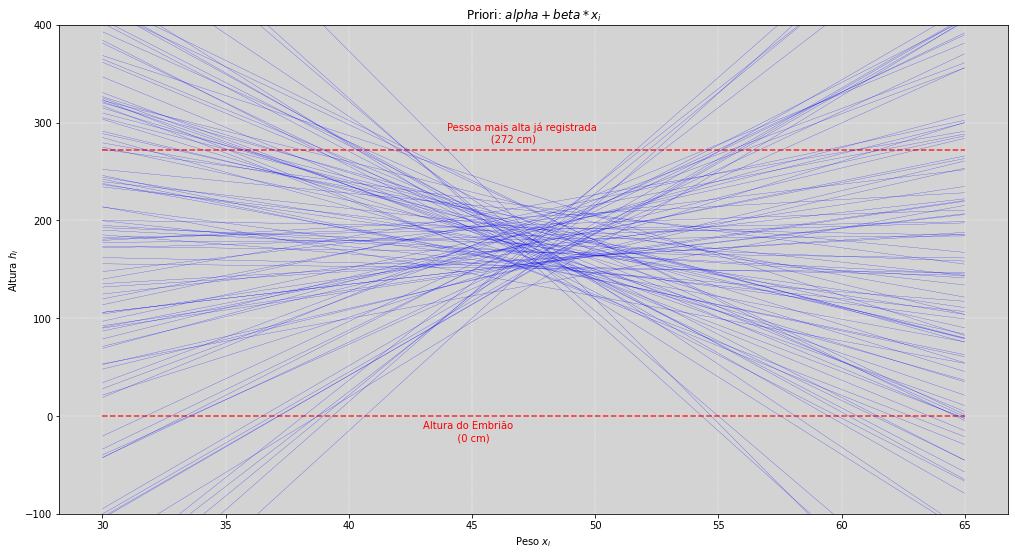 Priori: alpha + beta * x_i
400
300
200
100
0
−100
Altura h_i
Pessoa mais alta já registrada
(272 cm)
Altura do Embrião
(0 cm)
30
35
40
45
50
55
60
65
Peso x_i